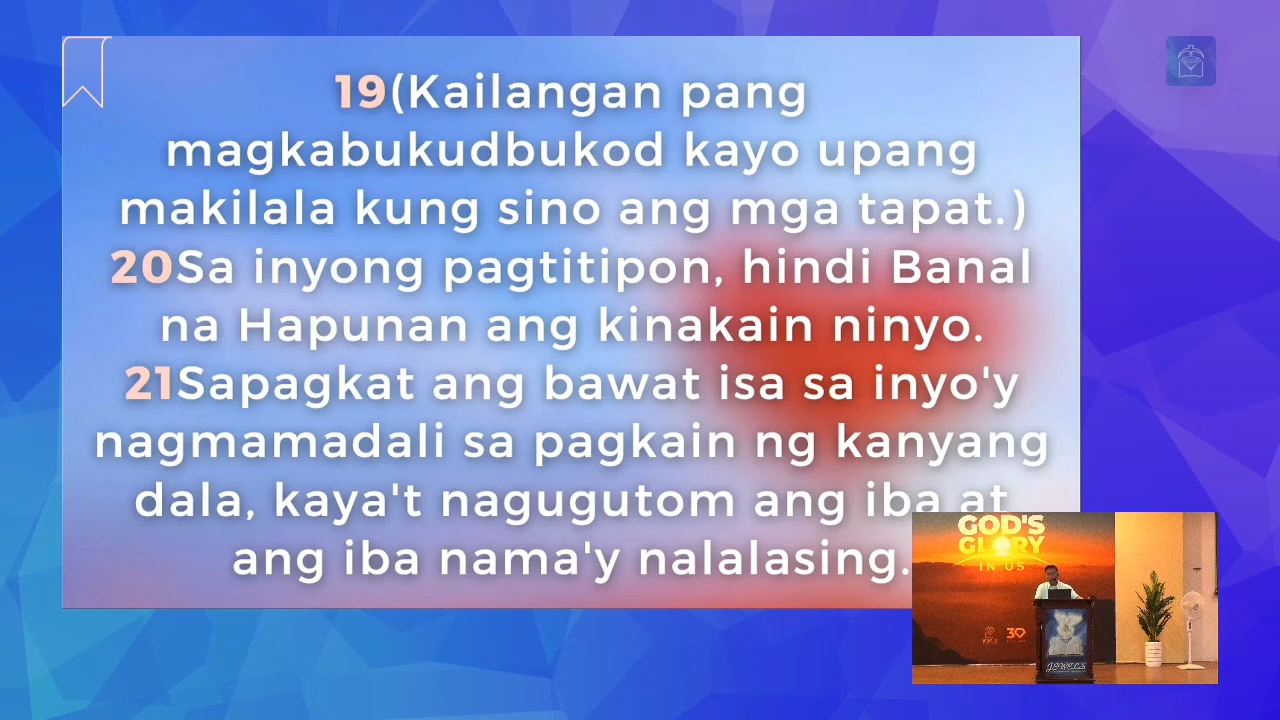 19(Kailangan pang
magkabukudbukod kayo upang
makilala kung sino ang mga tapat.)
20Sa inyong pagtitipon, hindi Banal
na Hapunan ang kinakain ninyo.
21Sapagkat ang bawat isa sa inyo'y
nagmamadali sa pagkain ng kanyang
dala, kaya't nagugutom ang iba at
ang iba nama'y nalalasing.
GOD'S
GLORY
IN US
30
JEWELS